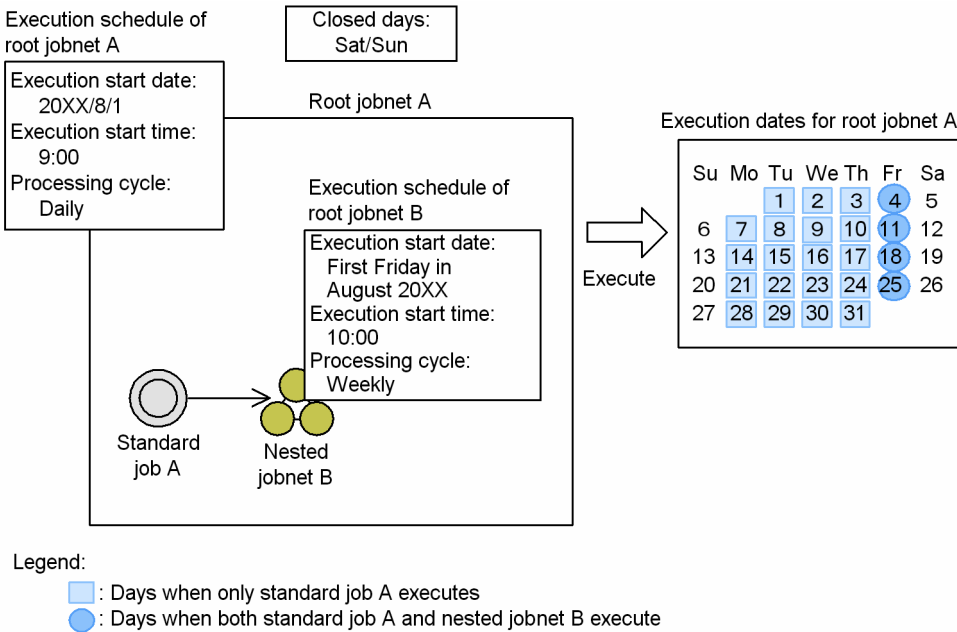 Execution schedule of
root jobnet A
Execution start date:
20XX/8/1
Execution start time:
9:00
Processing cycle:
Daily
Closed days:
Sat/Sun
Root jobnet A
Execution schedule of
root jobnet B
Execution start date:
First Friday in
August 20XX
Execution start time:
10:00
Processing cycle:
Weekly
Standard
job A
Nested
jobnet B
Execute
Execution dates for root jobnet A
Su Mo Tu We Th Fr Sa
1 2 3 4 5
6 7 8 9 10 11 12
13 14 15 16 17 18 19
20 21 22 23 24 25 26
27 28 29 30 31
Legend:
: Days when only standard job A executes
: Days when both standard job A and nested jobnet B execute